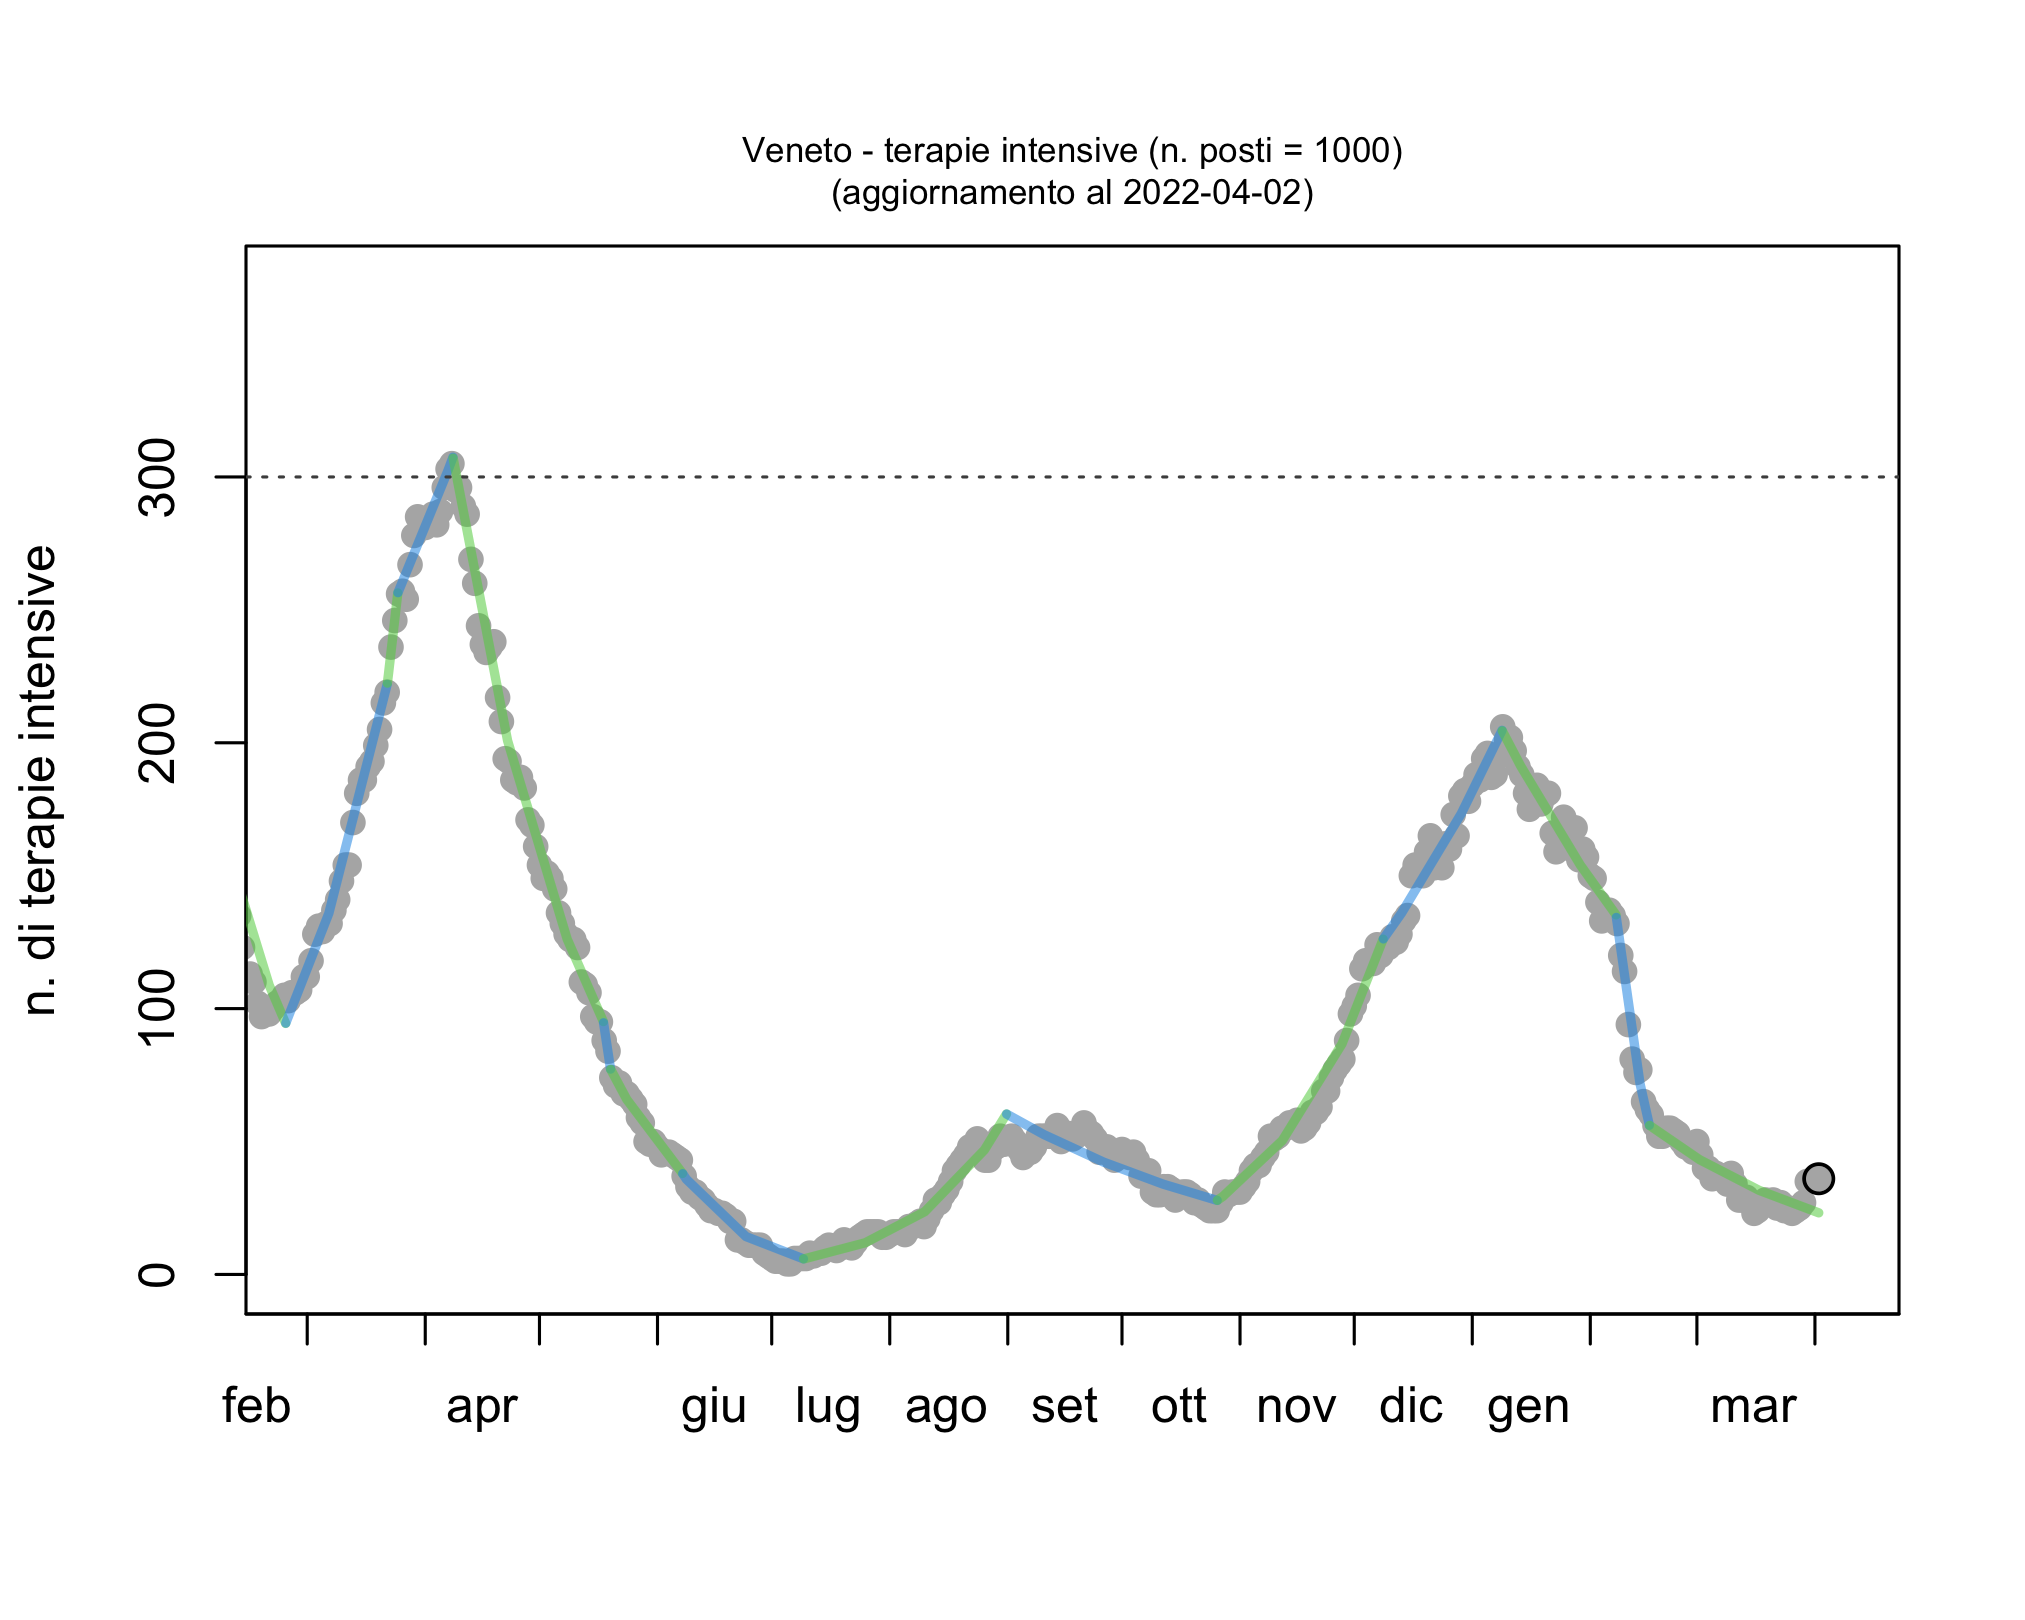 Veneto - terapie intensive (n. posti = 1000)
(aggiornamento al 2022-04-02)
n. di terapie intensive
300
200
100
0
feb apr giu lug ago set ott nov dic gen mar